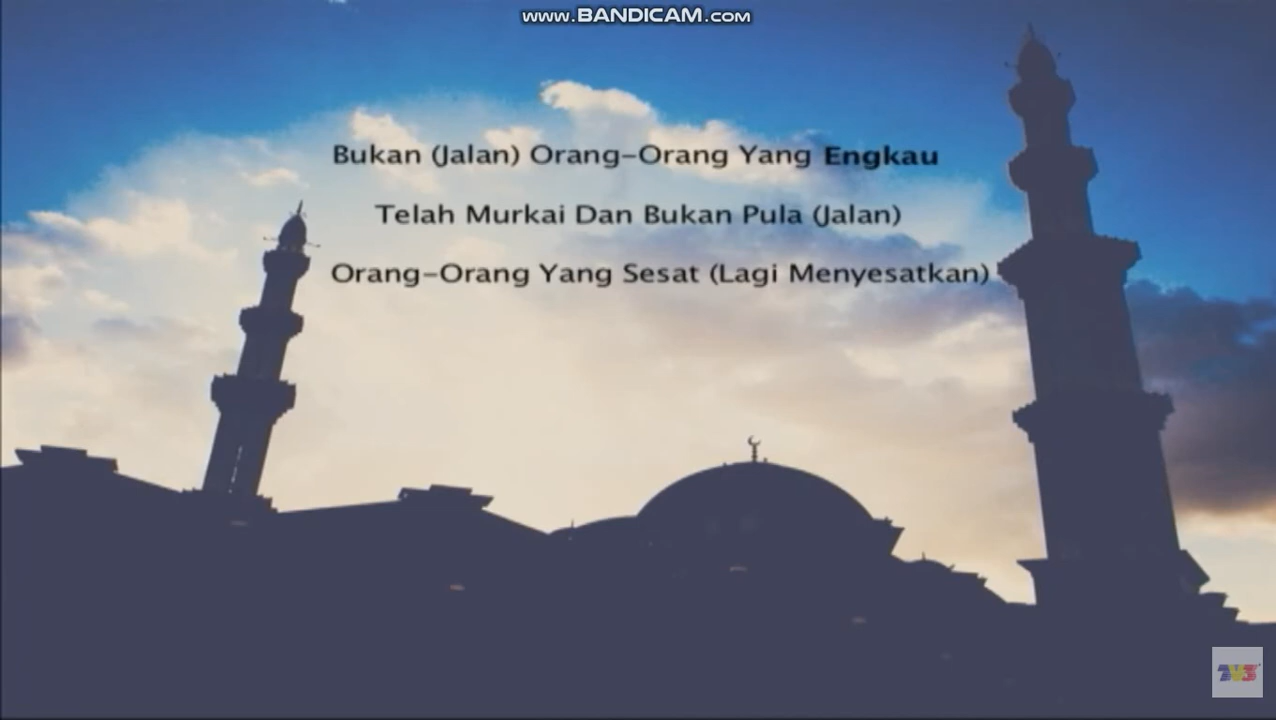 www.BANDICAM.com
Bukan (Jalan) Orang-Orang Yang Engkau
Telah Murkai Dan Bukan Pula (Jalan)
Orang-Orang Yang Sesat (Lagi Menyesatkan)
TV3